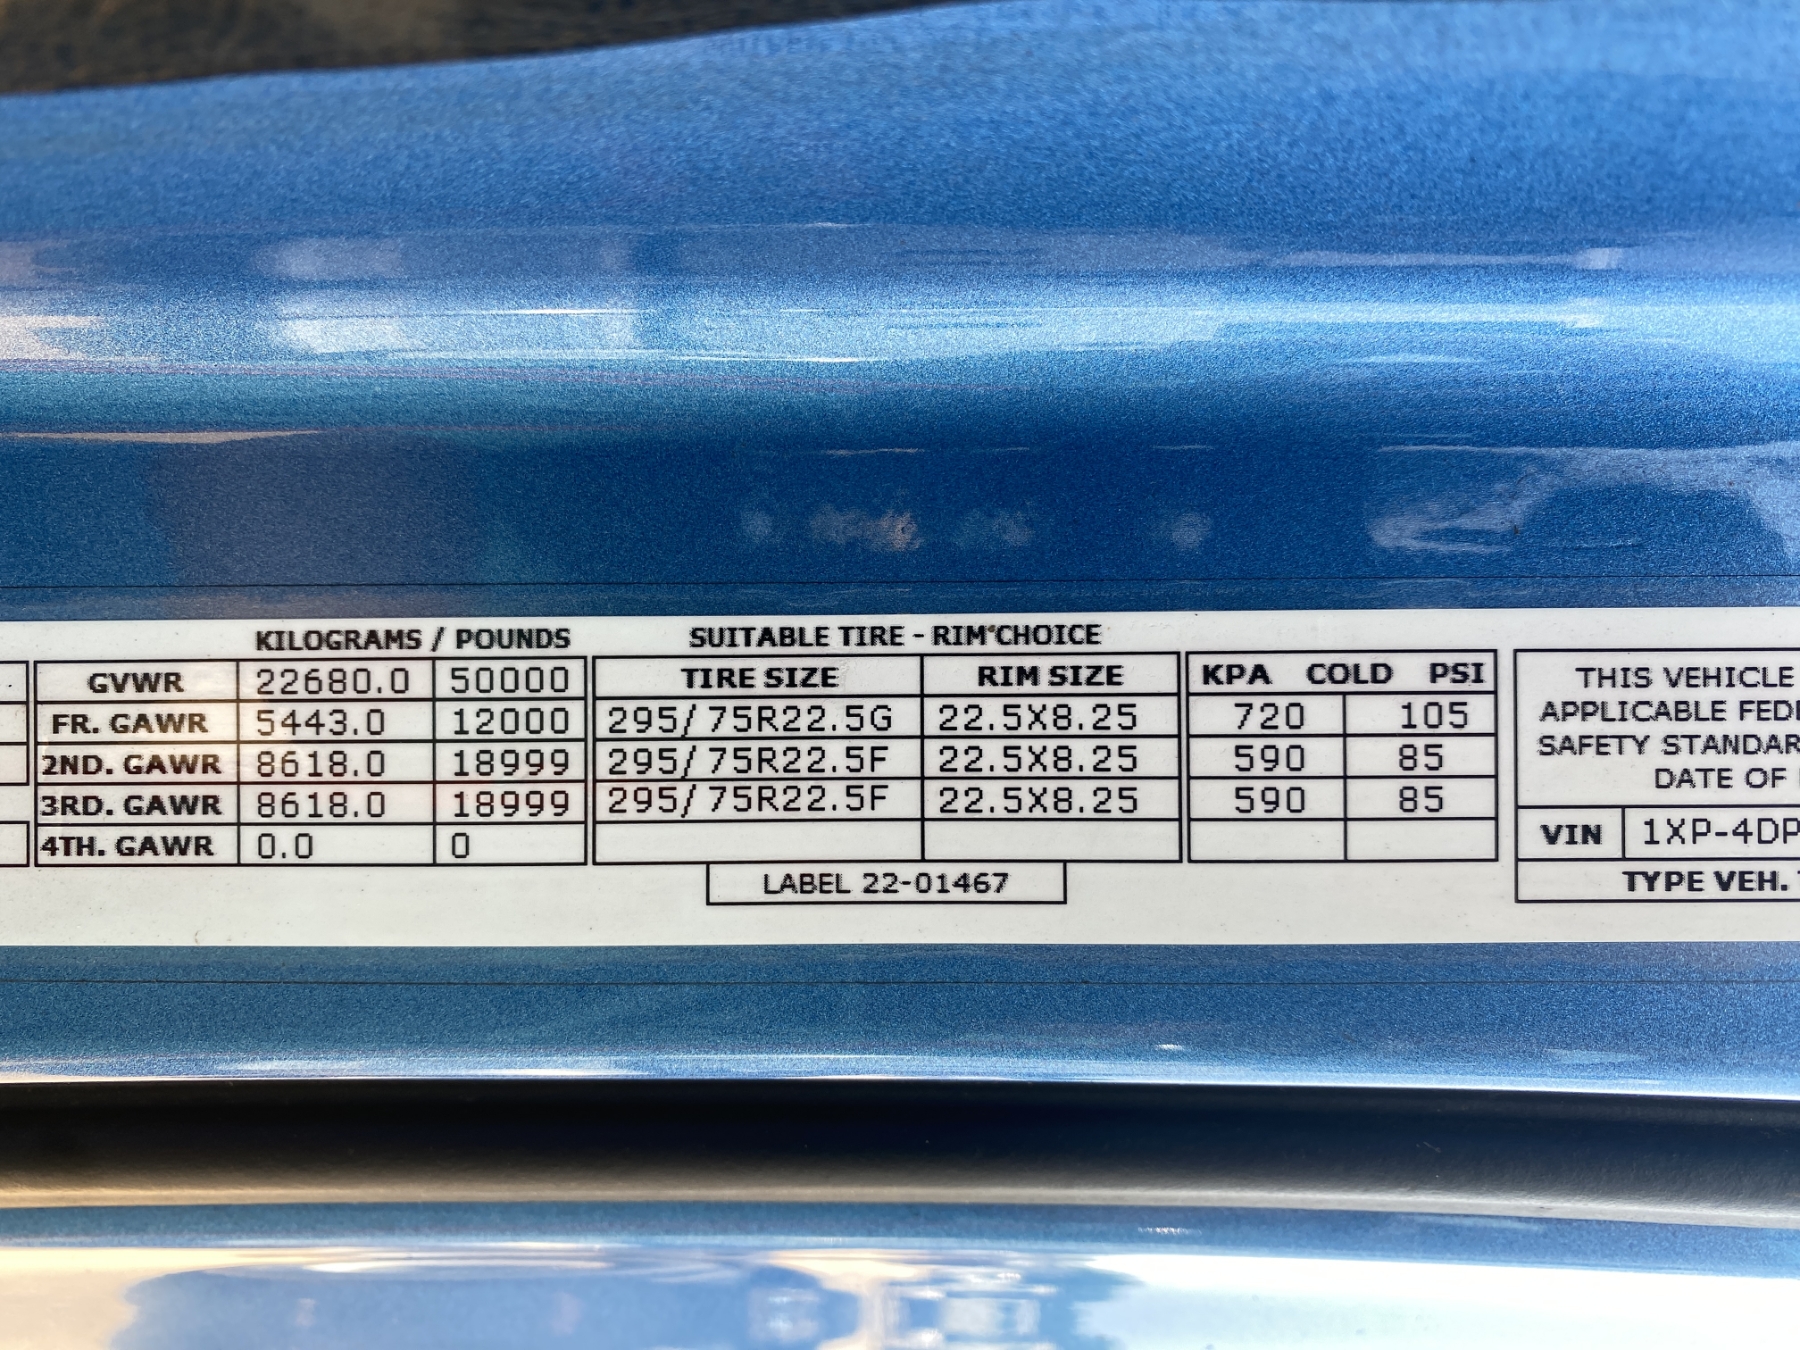 KILOGRAMS / POUNDS SUITABLE TIRE - RIM CHOICE
GVWR 22680.0 50000 TIRE SIZE RIM SIZE KPA COLD PSI THIS VEHICLE
FR. GAWR 5443.0 12000 295/75R22.5G 22.5X8.25 720 105 APPLICABLE
2ND. GAWR 8618.0 18999 295/75R22.5F 22.5X8.25 590 85 SAFETY
3RD. GAWR 8618.0 18999 295/75R22.5F 22.5X8.25 590 85 DATE OF
4TH. GAWR 0.0 0 VIN 1XP-4DP
LABEL 22-01467 TYPE VEH.